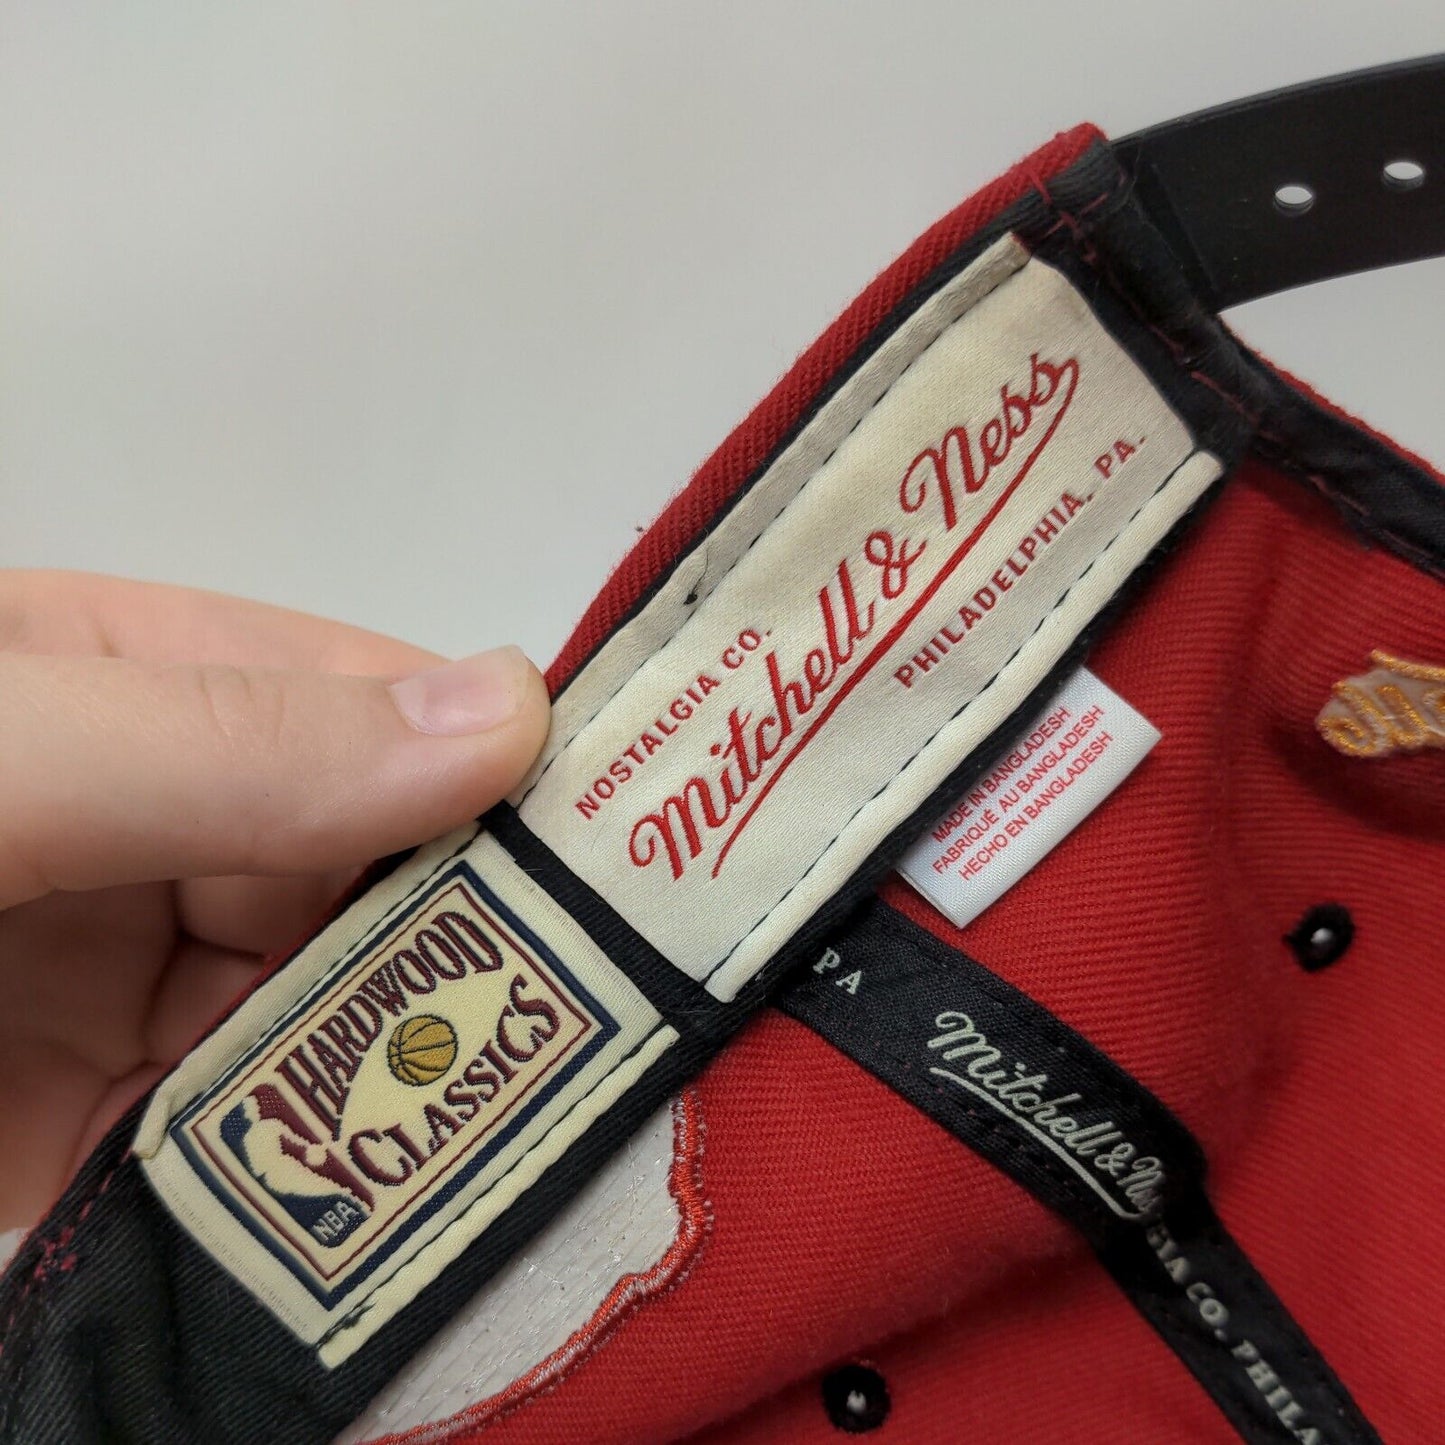 NOSTALGIA CO.
Mitchell & Ness
PHILADELPHIA, PA.
MADE IN BANGLADESH
FABRIQUÉ AU BANGLADESH
HECHO EN BANGLADESH
HARDWOOD
CLASSICS
NBA
PA
Mitchell & Ness
CO. PHILA